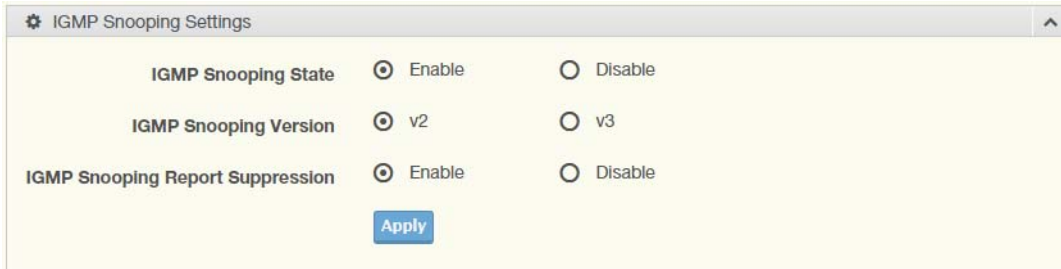 IGMP Snooping Settings
IGMP Snooping State Enable Disable
IGMP Snooping Version v2 v3
IGMP Snooping Report Suppression Enable Disable
Apply